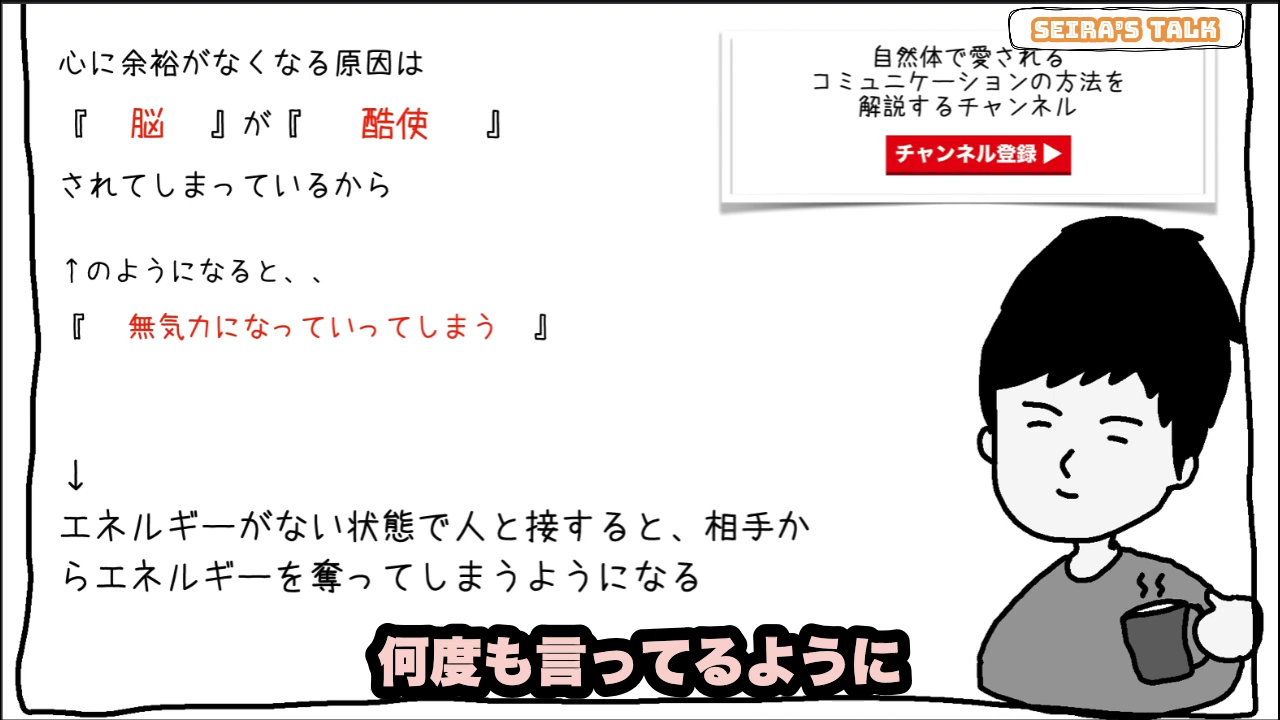 SEIRA'S TALK
心に余裕がなくなる原因は
『 脳 』が『 酷使 』
されてしまっているから
↑のようになると、、
『 無気力になっていってしまう 』
↓
エネルギーがない状態で人と接すると、相手か
らエネルギーを奪ってしまうようになる
自然体で愛される
コミュニケーションの方法を
解説するチャンネル
チャンネル登録▶
何度も言ってるように